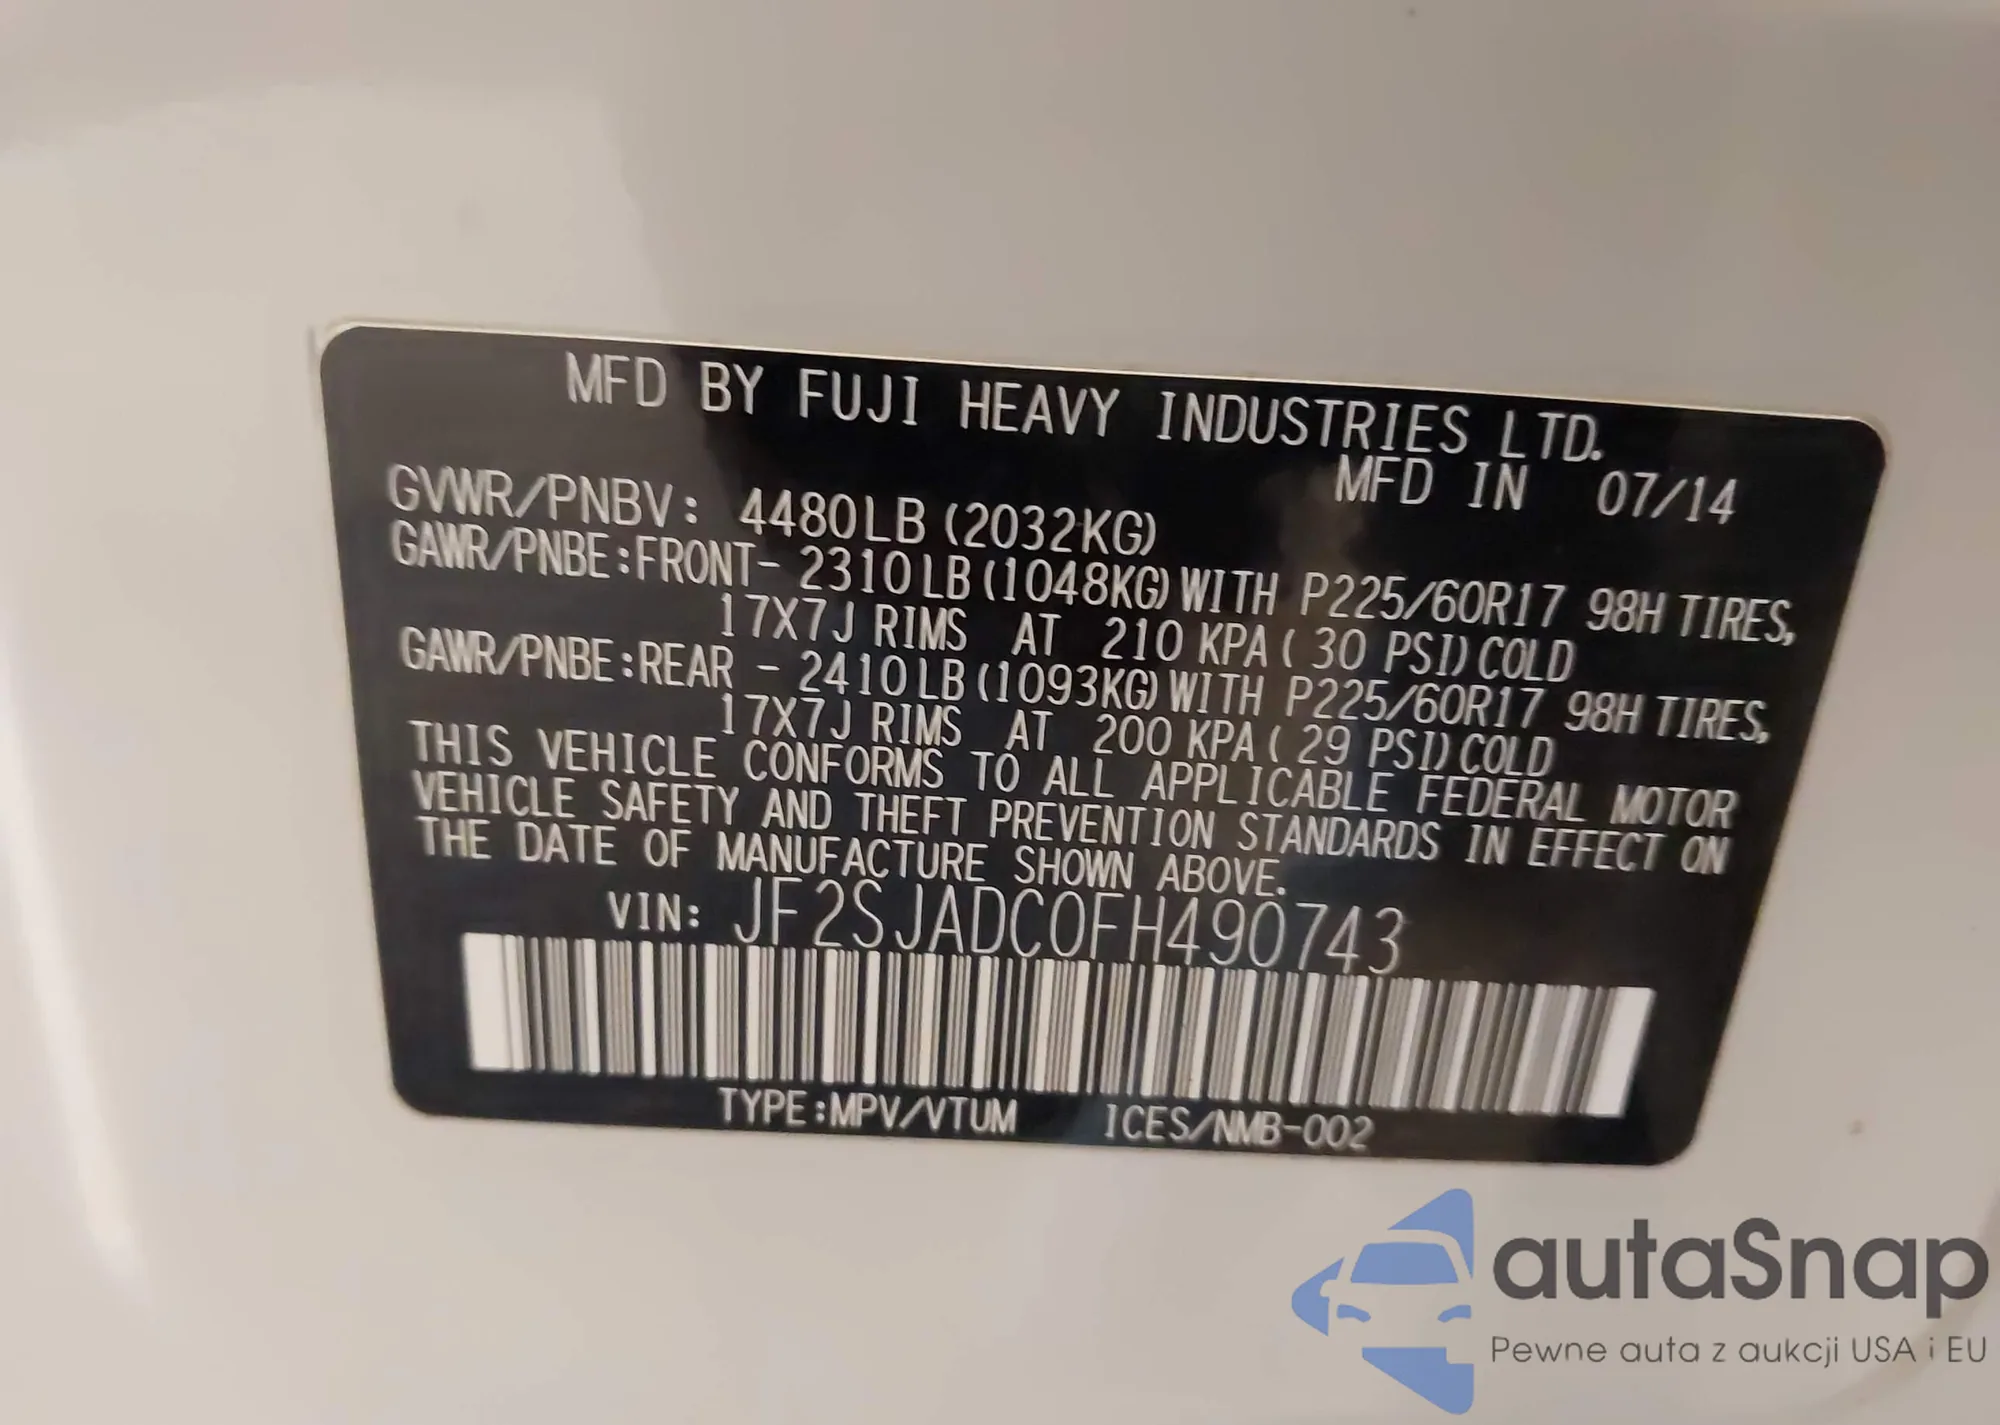 MFD BY FUJI HEAVY INDUSTRIES LTD.
MFD IN 07/14
GVWR/PNBV: 4480LB (2032KG)
GAWR/PNBE:FRONT- 2310LB (1048KG) WITH P225/60R17 98H TIRES,
17X7J RIMS AT 210 KPA ( 30 PSI) COLD
GAWR/PNBE:REAR - 2410LB (1093KG) WITH P225/60R17 98H TIRES,
17X7J RIMS AT 200 KPA ( 29 PSI) COLD
THIS VEHICLE CONFORMS TO ALL APPLICABLE FEDERAL MOTOR
VEHICLE SAFETY AND THEFT PREVENTION STANDARDS IN EFFECT ON
THE DATE OF MANUFACTURE SHOWN ABOVE.
VIN: JF2SJADC0FH490743
TYPE:MPV/VTUM ICES/NMB-002
autaSnap
Pewne auta z aukcji USA i EU